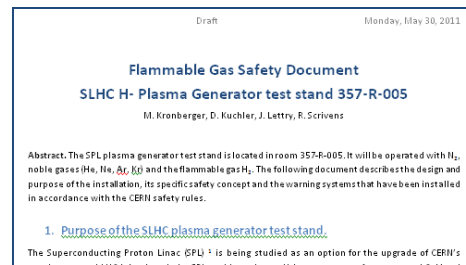 Draft Monday, May 30, 2011
Flammable Gas Safety Document
SLHC H- Plasma Generator test stand 357-R-005
M. Kronberger, D. Kuchler, J. Lettry, R. Scrivens
Abstract. The SPL plasma generator test stand is located in room 357-R-005. It will be operated with N₂,
noble gases (He, Ne, Ar, Kr) and the flammable gas H₂. The following document describes the design and
purpose of the installation, its specific safety concept and the warning systems that have been installed
in accordance with the CERN safety rules.
1. Purpose of the SLHC plasma generator test stand.
The Superconducting Proton Linac (SPL) ¹ is being studied as an option for the upgrade of CERN's